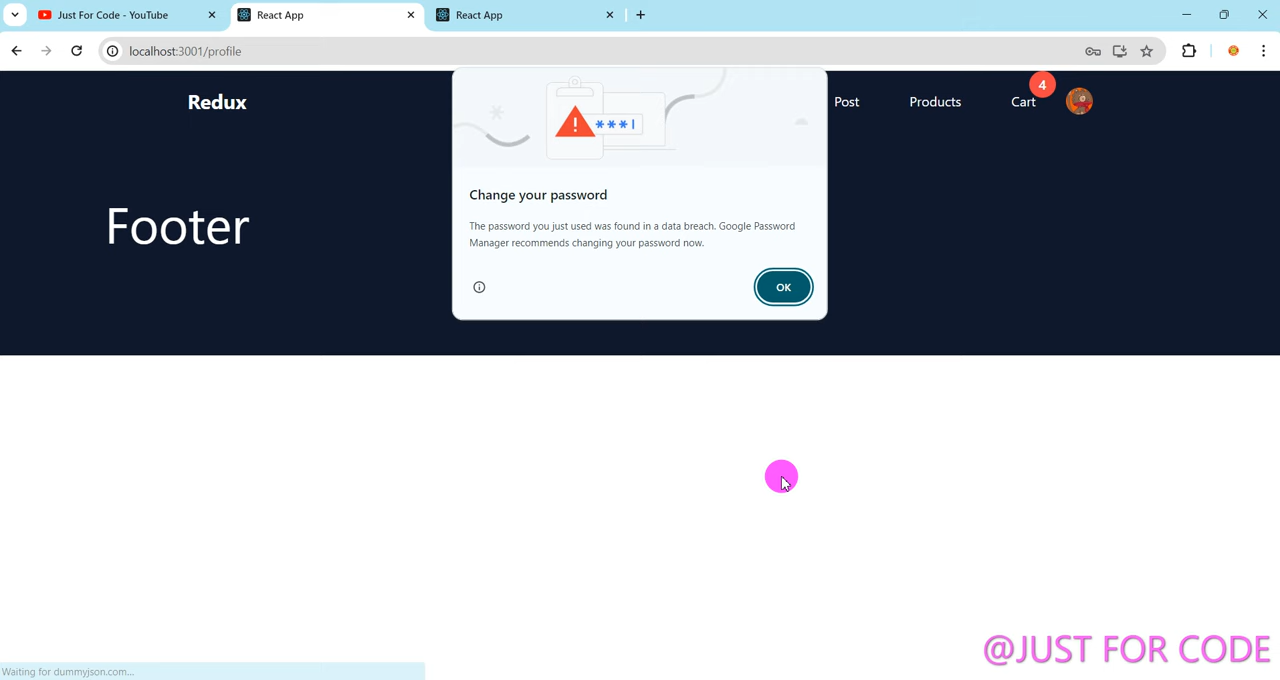 Just For Code - YouTube
React App
React App
localhost:3001/profile
Redux
Post
Products
Cart
4
***
Footer
Change your password
The password you just used was found in a data breach. Google Password
Manager recommends changing your password now.
OK
@JUST FOR CODE
Waiting for dummyjson.com...